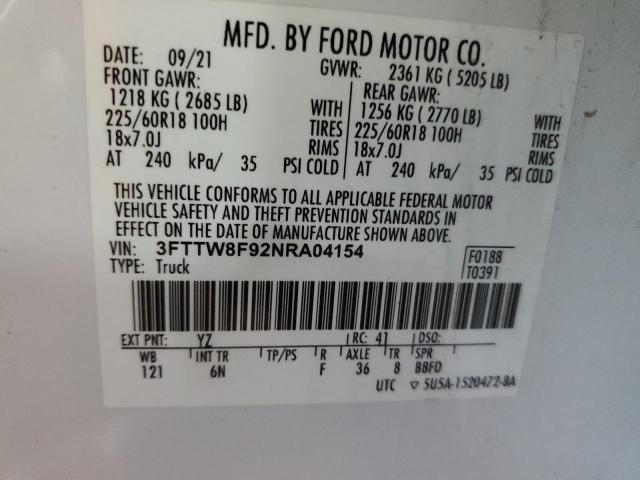 MFD. BY FORD MOTOR CO.
DATE: 09/21 GVWR: 2361 KG (5205 LB)
FRONT GAWR: REAR GAWR:
1218 KG (2685 LB) WITH 1256 KG (2770 LB) WITH
225/60R18 100H TIRES 225/60R18 100H TIRES
18x7.0J RIMS 18x7.0J RIMS
AT 240 kPa/ 35 PSI COLD AT 240 kPa/ 35 PSI COLD
THIS VEHICLE CONFORMS TO ALL APPLICABLE FEDERAL MOTOR
VEHICLE SAFETY AND THEFT PREVENTION STANDARDS IN
EFFECT ON THE DATE OF MANUFACTURE SHOWN ABOVE.
VIN: 3FTTW8F92NRA04154 F0188
TYPE: Truck T0391
EXT PNT: YZ RC: 41 DSO:
WB INT TR TP/PS R AXLE TR SPR
121 6N F 36 8 BBFD
UTC ▽ 5U5A-1520472-BA